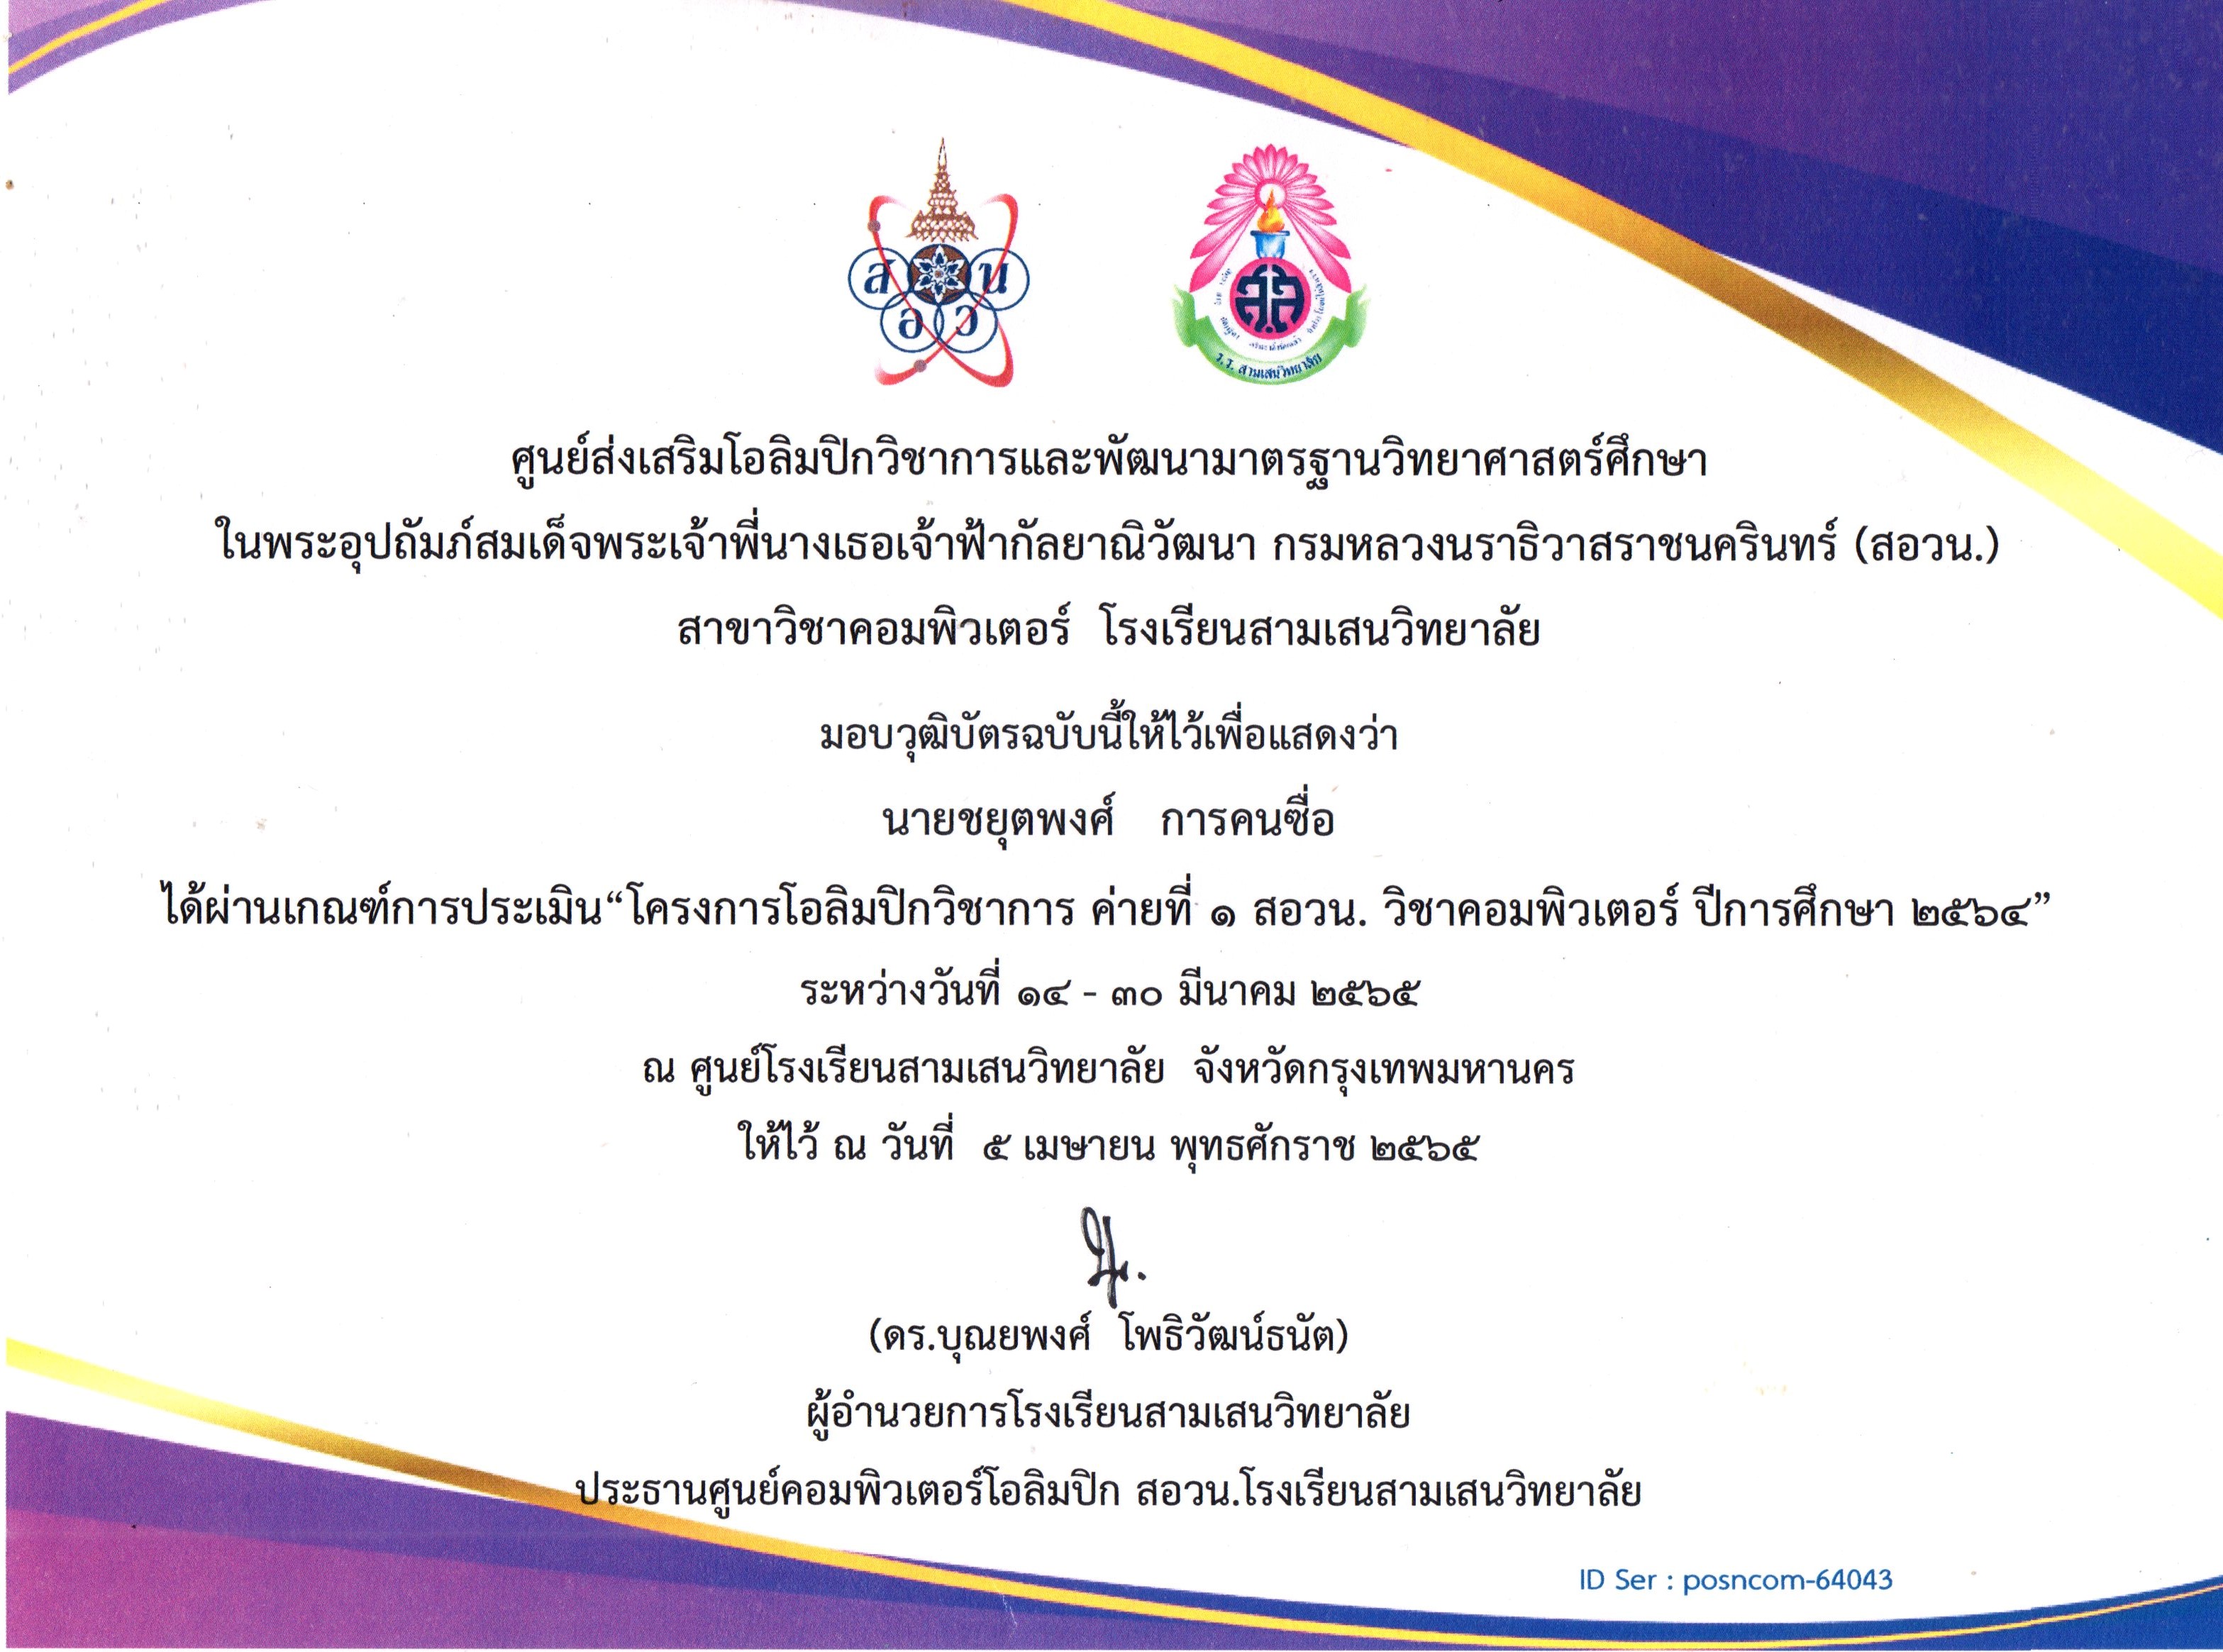 ส น
อ ว
ร.ร. สามเสนวิทยาลัย
ศูนย์ส่งเสริมโอลิมปิกวิชาการและพัฒนามาตรฐานวิทยาศาสตร์ศึกษา
ในพระอุปถัมภ์สมเด็จพระเจ้าพี่นางเธอเจ้าฟ้ากัลยาณิวัฒนา กรมหลวงนราธิวาสราชนครินทร์ (สอวน.)
สาขาวิชาคอมพิวเตอร์ โรงเรียนสามเสนวิทยาลัย
มอบวุฒิบัตรฉบับนี้ให้ไว้เพื่อแสดงว่า
นายชยุตพงศ์ การคนซื่อ
ได้ผ่านเกณฑ์การประเมิน“โครงการโอลิมปิกวิชาการ ค่ายที่ ๑ สอวน. วิชาคอมพิวเตอร์ ปีการศึกษา ๒๕๖๔”
ระหว่างวันที่ ๑๔ - ๓๐ มีนาคม ๒๕๖๕
ณ ศูนย์โรงเรียนสามเสนวิทยาลัย จังหวัดกรุงเทพมหานคร
ให้ไว้ ณ วันที่ ๕ เมษายน พุทธศักราช ๒๕๖๕
(ดร.บุณยพงศ์ โพธิวัฒน์ธนัต)
ผู้อำนวยการโรงเรียนสามเสนวิทยาลัย
ประธานศูนย์คอมพิวเตอร์โอลิมปิก สอวน.โรงเรียนสามเสนวิทยาลัย
ID Ser : posncom-64043